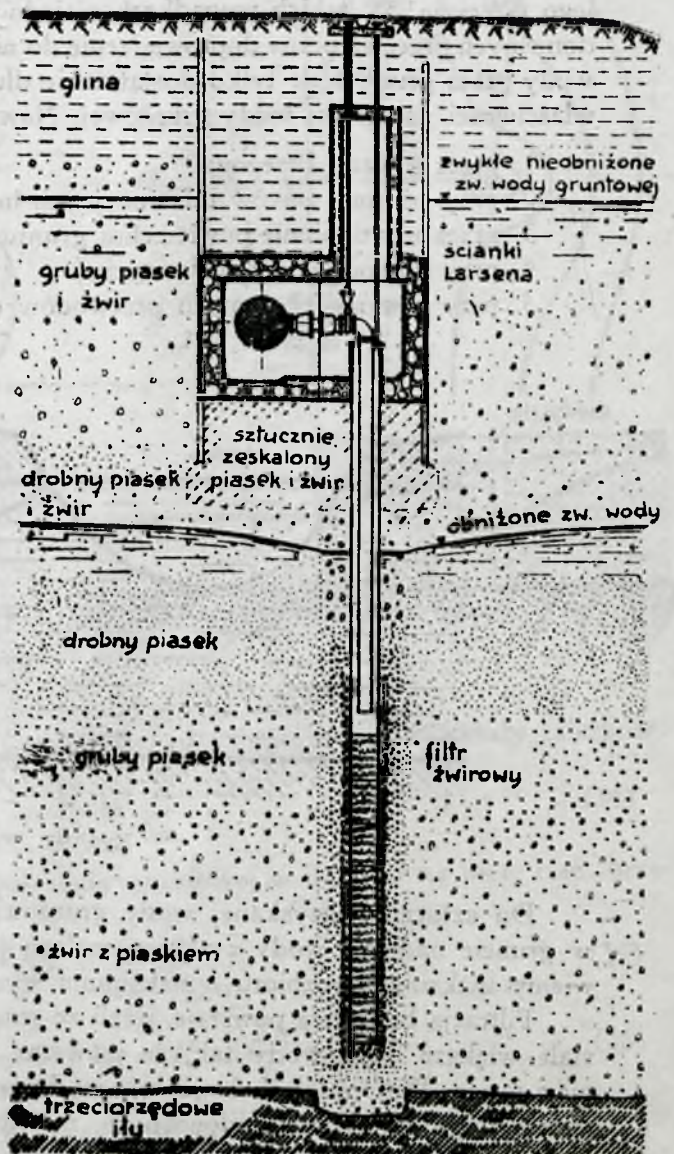 glina
zwykłe nieobniżone
zw. wody gruntowej
gruby piasek
i żwir
ścianki
Larsena
sztucznie
zeskalony
piasek i żwir
drobny piasek
i żwir
obniżone zw. wody
drobny piasek
gruby piasek
filtr
żwirowy
żwir z piaskiem
trzeciorzędowe
iły